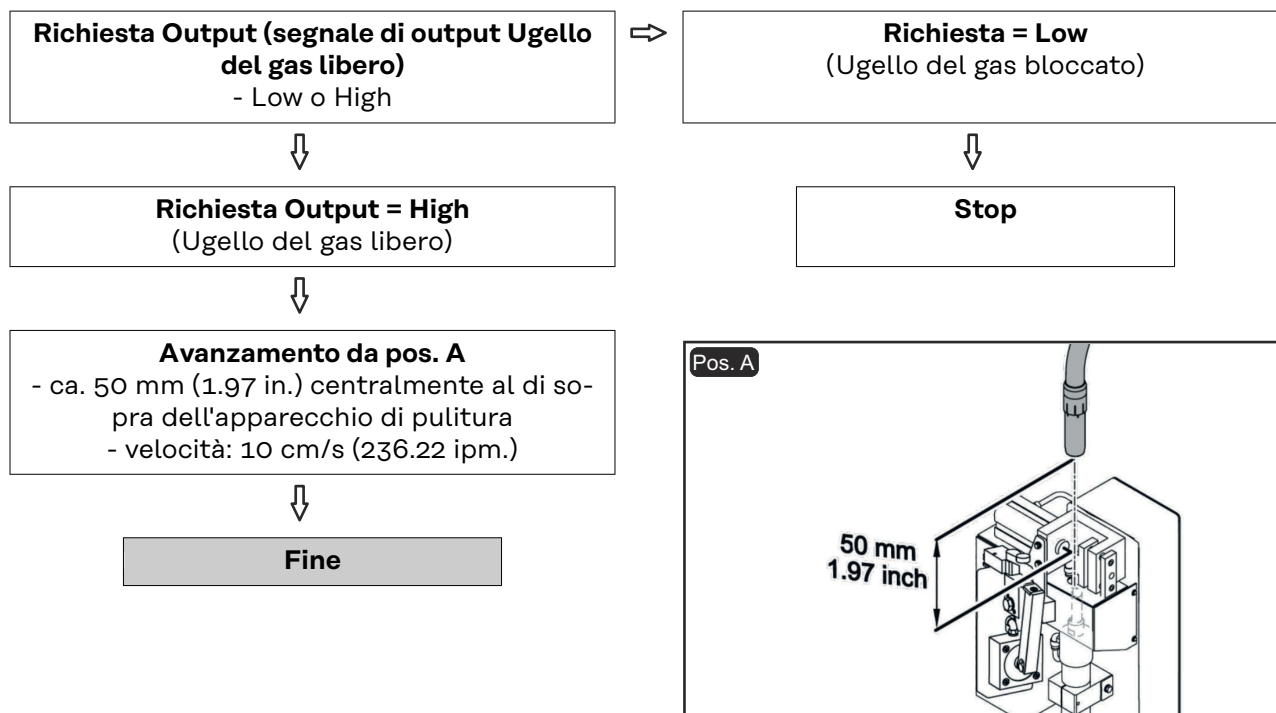 Richiesta Output (segnale di output Ugello
del gas libero)
- Low o High
Richiesta = Low
(Ugello del gas bloccato)
Stop
Richiesta Output = High
(Ugello del gas libero)
Avanzamento da pos. A
- ca. 50 mm (1.97 in.) centralmente al di so-
pra dell'apparecchio di pulitura
- velocità: 10 cm/s (236.22 ipm.)
Fine
Pos. A
50 mm
1.97 inch